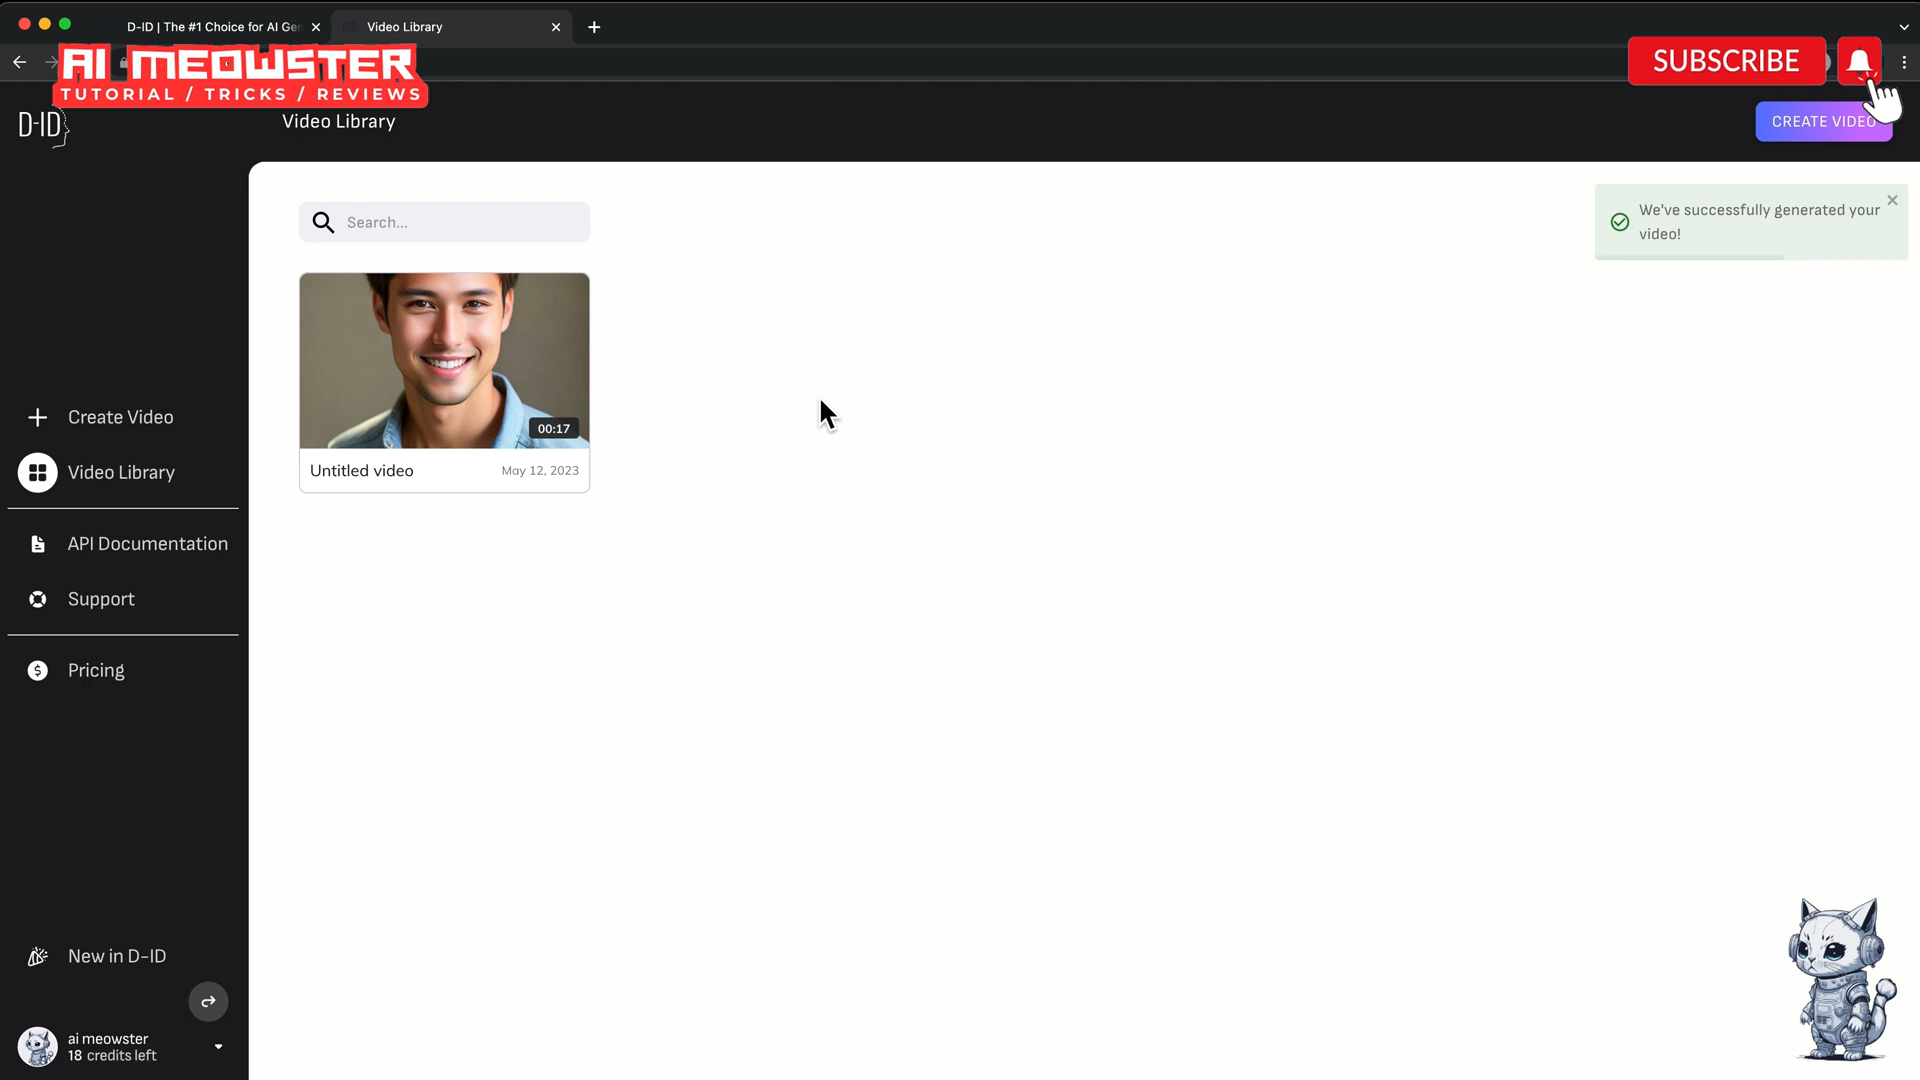 D-ID | The #1 Choice for AI Gen
Video Library
AI MEOWSTER
TUTORIAL / TRICKS / REVIEWS
SUBSCRIBE
D-ID
Video Library
CREATE VIDEO
Search...
We've successfully generated your
video!
00:17
Untitled video
May 12, 2023
Create Video
Video Library
API Documentation
Support
Pricing
New in D-ID
ai meowster
18 credits left